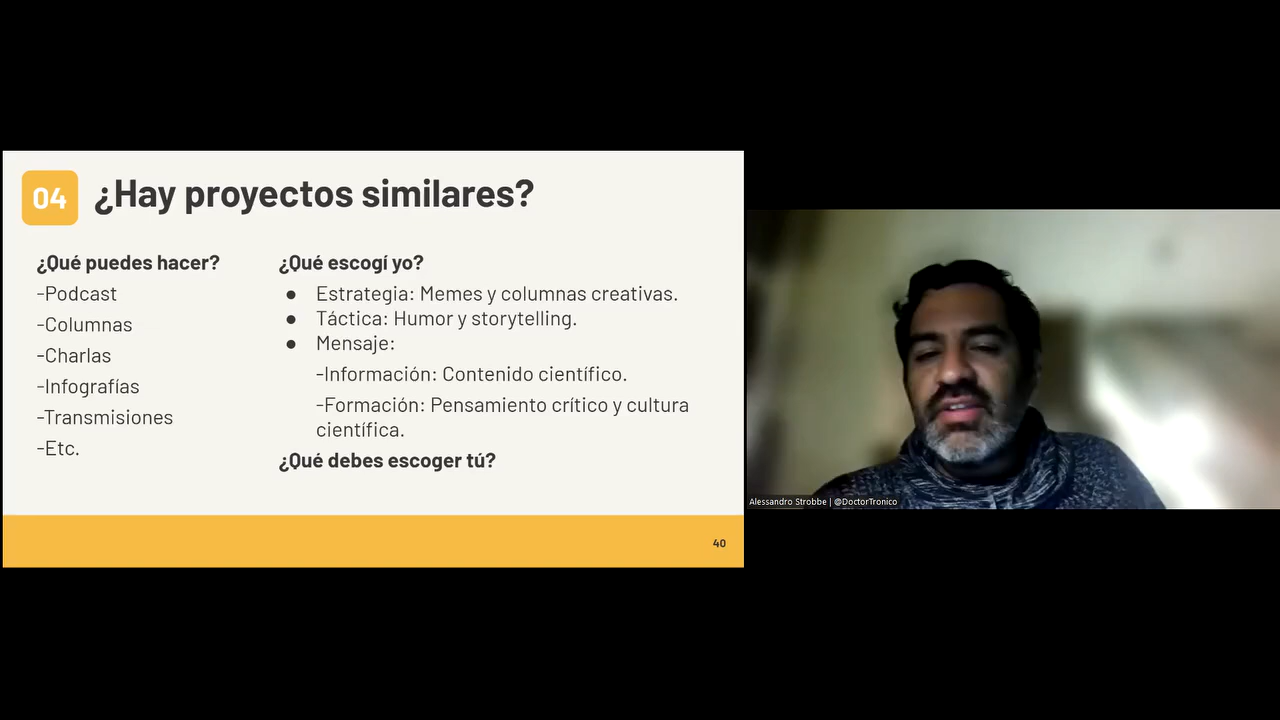 04
¿Hay proyectos similares?
¿Qué puedes hacer?
-Podcast
-Columnas
-Charlas
-Infografías
-Transmisiones
-Etc.
¿Qué escogí yo?
● Estrategia: Memes y columnas creativas.
● Táctica: Humor y storytelling.
● Mensaje:
-Información: Contenido científico.
-Formación: Pensamiento crítico y cultura
científica.
¿Qué debes escoger tú?
40
Alessandro Strobbe | @DoctorTronico